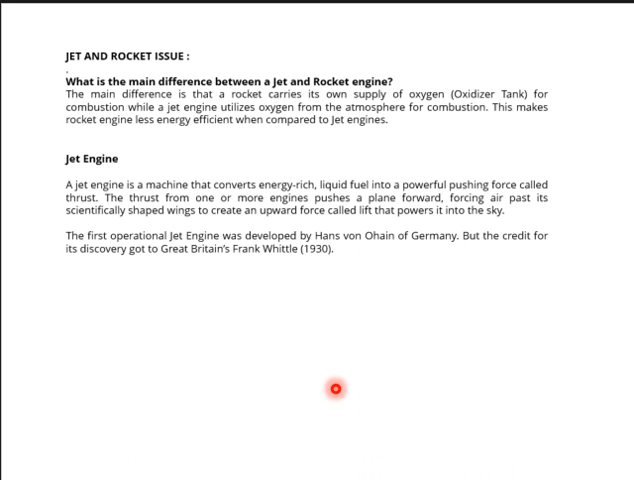 JET AND ROCKET ISSUE :
.
What is the main difference between a Jet and Rocket engine?
The main difference is that a rocket carries its own supply of oxygen (Oxidizer Tank) for
combustion while a jet engine utilizes oxygen from the atmosphere for combustion. This makes
rocket engine less energy efficient when compared to Jet engines.
Jet Engine
A jet engine is a machine that converts energy-rich, liquid fuel into a powerful pushing force called
thrust. The thrust from one or more engines pushes a plane forward, forcing air past its
scientifically shaped wings to create an upward force called lift that powers it into the sky.
The first operational Jet Engine was developed by Hans von Ohain of Germany. But the credit for
its discovery got to Great Britain's Frank Whittle (1930).